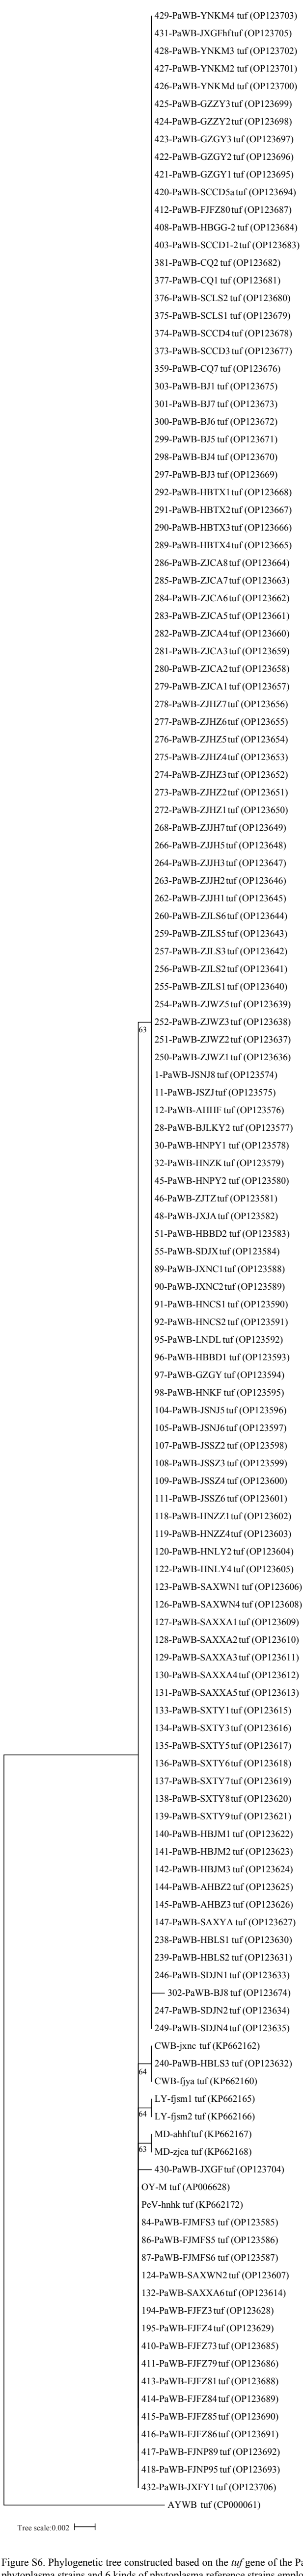 429-PaWB-YNKM4 tuf (OP123703)
431-PaWB-JXGFhf tuf (OP123705)
428-PaWB-YNKM3 tuf (OP123702)
427-PaWB-YNKM2 tuf (OP123701)
426-PaWB-YNKMd tuf (OP123700)
425-PaWB-GZZY3 tuf (OP123699)
424-PaWB-GZZY2 tuf (OP123698)
423-PaWB-GZGY3 tuf (OP123697)
422-PaWB-GZGY2 tuf (OP123696)
421-PaWB-GZGY1 tuf (OP123695)
420-PaWB-SCCD5a tuf (OP123694)
412-PaWB-FJFZ80 tuf (OP123687)
408-PaWB-HBGG-2 tuf (OP123684)
403-PaWB-SCCD1-2 tuf (OP123683)
381-PaWB-CQ2 tuf (OP123682)
377-PaWB-CQ1 tuf (OP123681)
376-PaWB-SCLS2 tuf (OP123680)
375-PaWB-SCLS1 tuf (OP123679)
374-PaWB-SCCD4 tuf (OP123678)
373-PaWB-SCCD3 tuf (OP123677)
359-PaWB-CQ7 tuf (OP123676)
303-PaWB-BJ1 tuf (OP123675)
301-PaWB-BJ7 tuf (OP123673)
300-PaWB-BJ6 tuf (OP123672)
299-PaWB-BJ5 tuf (OP123671)
298-PaWB-BJ4 tuf (OP123670)
297-PaWB-BJ3 tuf (OP123669)
292-PaWB-HBTX1 tuf (OP123668)
291-PaWB-HBTX2 tuf (OP123667)
290-PaWB-HBTX3 tuf (OP123666)
289-PaWB-HBTX4 tuf (OP123665)
286-PaWB-ZJCA8 tuf (OP123664)
285-PaWB-ZJCA7 tuf (OP123663)
284-PaWB-ZJCA6 tuf (OP123662)
283-PaWB-ZJCA5 tuf (OP123661)
282-PaWB-ZJCA4 tuf (OP123660)
281-PaWB-ZJCA3 tuf (OP123659)
280-PaWB-ZJCA2 tuf (OP123658)
279-PaWB-ZJCA1 tuf (OP123657)
278-PaWB-ZJHZ7 tuf (OP123656)
277-PaWB-ZJHZ6 tuf (OP123655)
276-PaWB-ZJHZ5 tuf (OP123654)
275-PaWB-ZJHZ4 tuf (OP123653)
274-PaWB-ZJHZ3 tuf (OP123652)
273-PaWB-ZJHZ2 tuf (OP123651)
272-PaWB-ZJHZ1 tuf (OP123650)
268-PaWB-ZJJH7 tuf (OP123649)
266-PaWB-ZJJH5 tuf (OP123648)
264-PaWB-ZJJH3 tuf (OP123647)
263-PaWB-ZJJH2 tuf (OP123646)
262-PaWB-ZJJH1 tuf (OP123645)
260-PaWB-ZJLS6 tuf (OP123644)
259-PaWB-ZJLS5 tuf (OP123643)
257-PaWB-ZJLS3 tuf (OP123642)
256-PaWB-ZJLS2 tuf (OP123641)
255-PaWB-ZJLS1 tuf (OP123640)
254-PaWB-ZJWZ5 tuf (OP123639)
252-PaWB-ZJWZ3 tuf (OP123638)
63
251-PaWB-ZJWZ2 tuf (OP123637)
250-PaWB-ZJWZ1 tuf (OP123636)
1-PaWB-JSNJ8 tuf (OP123574)
11-PaWB-JSZJ tuf (OP123575)
12-PaWB-AHHF tuf (OP123576)
28-PaWB-BJLKY2 tuf (OP123577)
30-PaWB-HNPY1 tuf (OP123578)
32-PaWB-HNZK tuf (OP123579)
45-PaWB-HNPY2 tuf (OP123580)
46-PaWB-ZJTZ tuf (OP123581)
48-PaWB-JXJA tuf (OP123582)
51-PaWB-HBBD2 tuf (OP123583)
55-PaWB-SDJX tuf (OP123584)
89-PaWB-JXNC1 tuf (OP123588)
90-PaWB-JXNC2 tuf (OP123589)
91-PaWB-HNCS1 tuf (OP123590)
92-PaWB-HNCS2 tuf (OP123591)
95-PaWB-LNDL tuf (OP123592)
96-PaWB-HBBD1 tuf (OP123593)
97-PaWB-GZGY tuf (OP123594)
98-PaWB-HNKF tuf (OP123595)
104-PaWB-JSNJ5 tuf (OP123596)
105-PaWB-JSNJ6 tuf (OP123597)
107-PaWB-JSSZ2 tuf (OP123598)
108-PaWB-JSSZ3 tuf (OP123599)
109-PaWB-JSSZ4 tuf (OP123600)
111-PaWB-JSSZ6 tuf (OP123601)
118-PaWB-HNZZ1 tuf (OP123602)
119-PaWB-HNZZ4 tuf (OP123603)
120-PaWB-HNLY2 tuf (OP123604)
122-PaWB-HNLY4 tuf (OP123605)
123-PaWB-SAXWN1 tuf (OP123606)
126-PaWB-SAXWN4 tuf (OP123608)
127-PaWB-SAXXA1 tuf (OP123609)
128-PaWB-SAXXA2 tuf (OP123610)
129-PaWB-SAXXA3 tuf (OP123611)
130-PaWB-SAXXA4 tuf (OP123612)
131-PaWB-SAXXA5 tuf (OP123613)
133-PaWB-SXTY1 tuf (OP123615)
134-PaWB-SXTY3 tuf (OP123616)
135-PaWB-SXTY5 tuf (OP123617)
136-PaWB-SXTY6 tuf (OP123618)
137-PaWB-SXTY7 tuf (OP123619)
138-PaWB-SXTY8 tuf (OP123620)
139-PaWB-SXTY9 tuf (OP123621)
140-PaWB-HBJM1 tuf (OP123622)
141-PaWB-HBJM2 tuf (OP123623)
142-PaWB-HBJM3 tuf (OP123624)
144-PaWB-AHBZ2 tuf (OP123625)
145-PaWB-AHBZ3 tuf (OP123626)
147-PaWB-SAXYA tuf (OP123627)
238-PaWB-HBLS1 tuf (OP123630)
239-PaWB-HBLS2 tuf (OP123631)
246-PaWB-SDJN1 tuf (OP123633)
302-PaWB-BJ8 tuf (OP123674)
247-PaWB-SDJN2 tuf (OP123634)
249-PaWB-SDJN4 tuf (OP123635)
CWB-jxnc tuf (KP662162)
240-PaWB-HBLS3 tuf (OP123632)
64
CWB-fjya tuf (KP662160)
LY-fjsm1 tuf (KP662165)
64
LY-fjsm2 tuf (KP662166)
MD-ahhf tuf (KP662167)
63
MD-zjca tuf (KP662168)
430-PaWB-JXGF tuf (OP123704)
OY-M tuf (AP006628)
PeV-hnhk tuf (KP662172)
84-PaWB-FJMFS3 tuf (OP123585)
86-PaWB-FJMFS5 tuf (OP123586)
87-PaWB-FJMFS6 tuf (OP123587)
124-PaWB-SAXWN2 tuf (OP123607)
132-PaWB-SAXXA6 tuf (OP123614)
194-PaWB-FJFZ3 tuf (OP123628)
195-PaWB-FJFZ4 tuf (OP123629)
410-PaWB-FJFZ73 tuf (OP123685)
411-PaWB-FJFZ79 tuf (OP123686)
413-PaWB-FJFZ81 tuf (OP123688)
414-PaWB-FJFZ84 tuf (OP123689)
415-PaWB-FJFZ85 tuf (OP123690)
416-PaWB-FJFZ86 tuf (OP123691)
417-PaWB-FJNP89 tuf (OP123692)
418-PaWB-FJNP95 tuf (OP123693)
432-PaWB-JXFY1 tuf (OP123706)
AYWB tuf (CP000061)
Tree scale:0.002
Figure S6. Phylogenetic tree constructed based on the tuf gene of the Pa